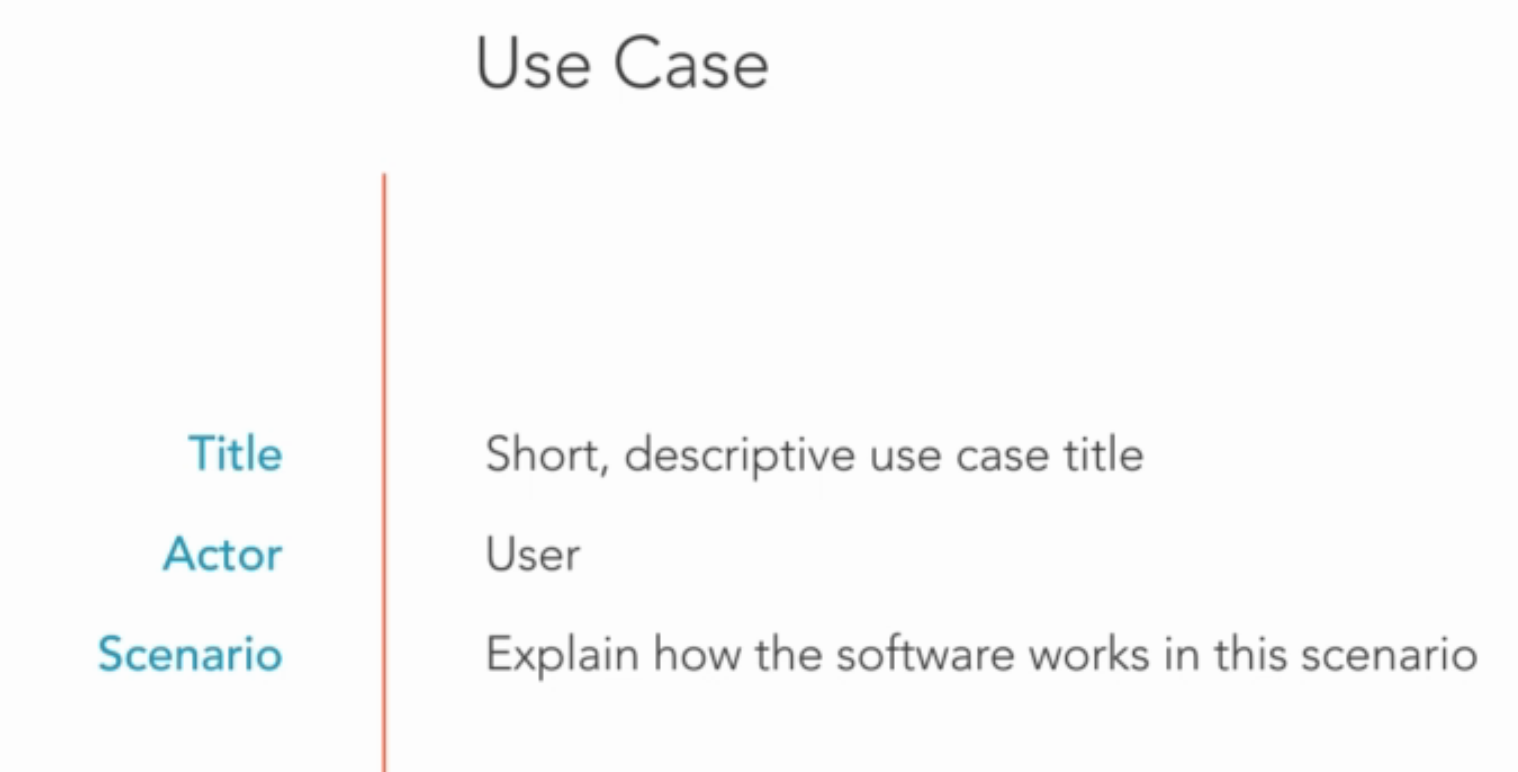 Use Case
Title Short, descriptive use case title
Actor User
Scenario Explain how the software works in this scenario